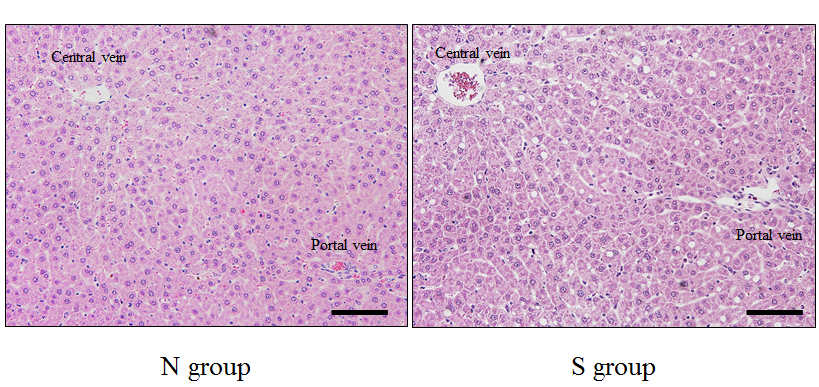 Central vein
Central vein
Portal vein
Portal vein
N group
S group